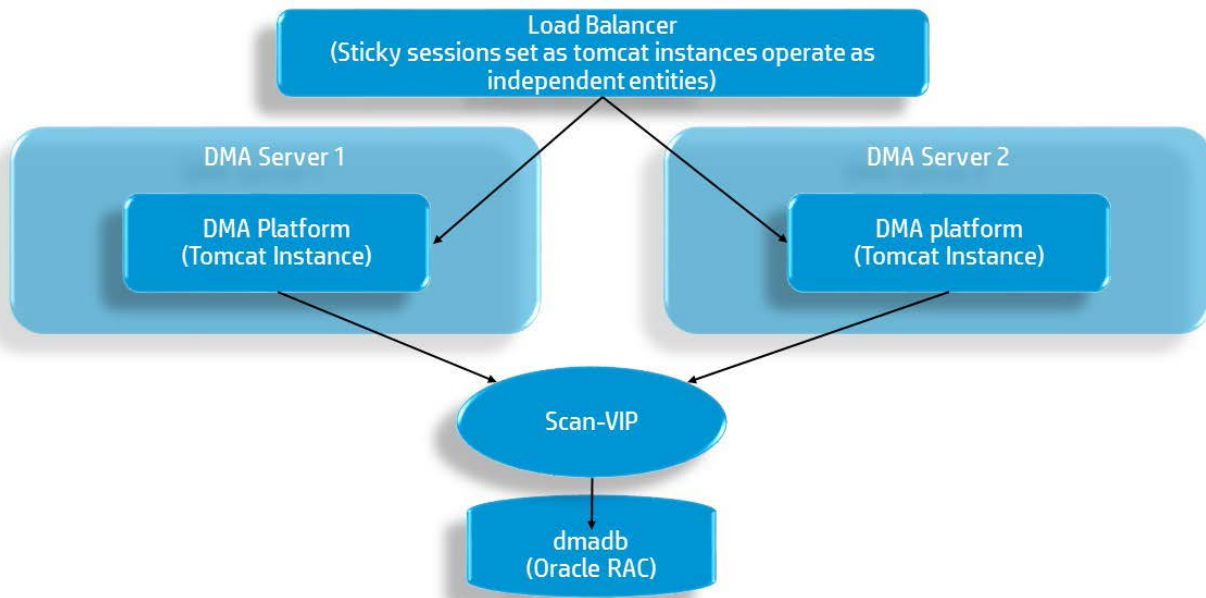 Load Balancer
(Sticky sessions set as tomcat instances operate as
independent entities)
DMA Server 1
DMA Platform
(Tomcat Instance)
DMA Server 2
DMA platform
(Tomcat Instance)
Scan-VIP
dmadb
(Oracle RAC)